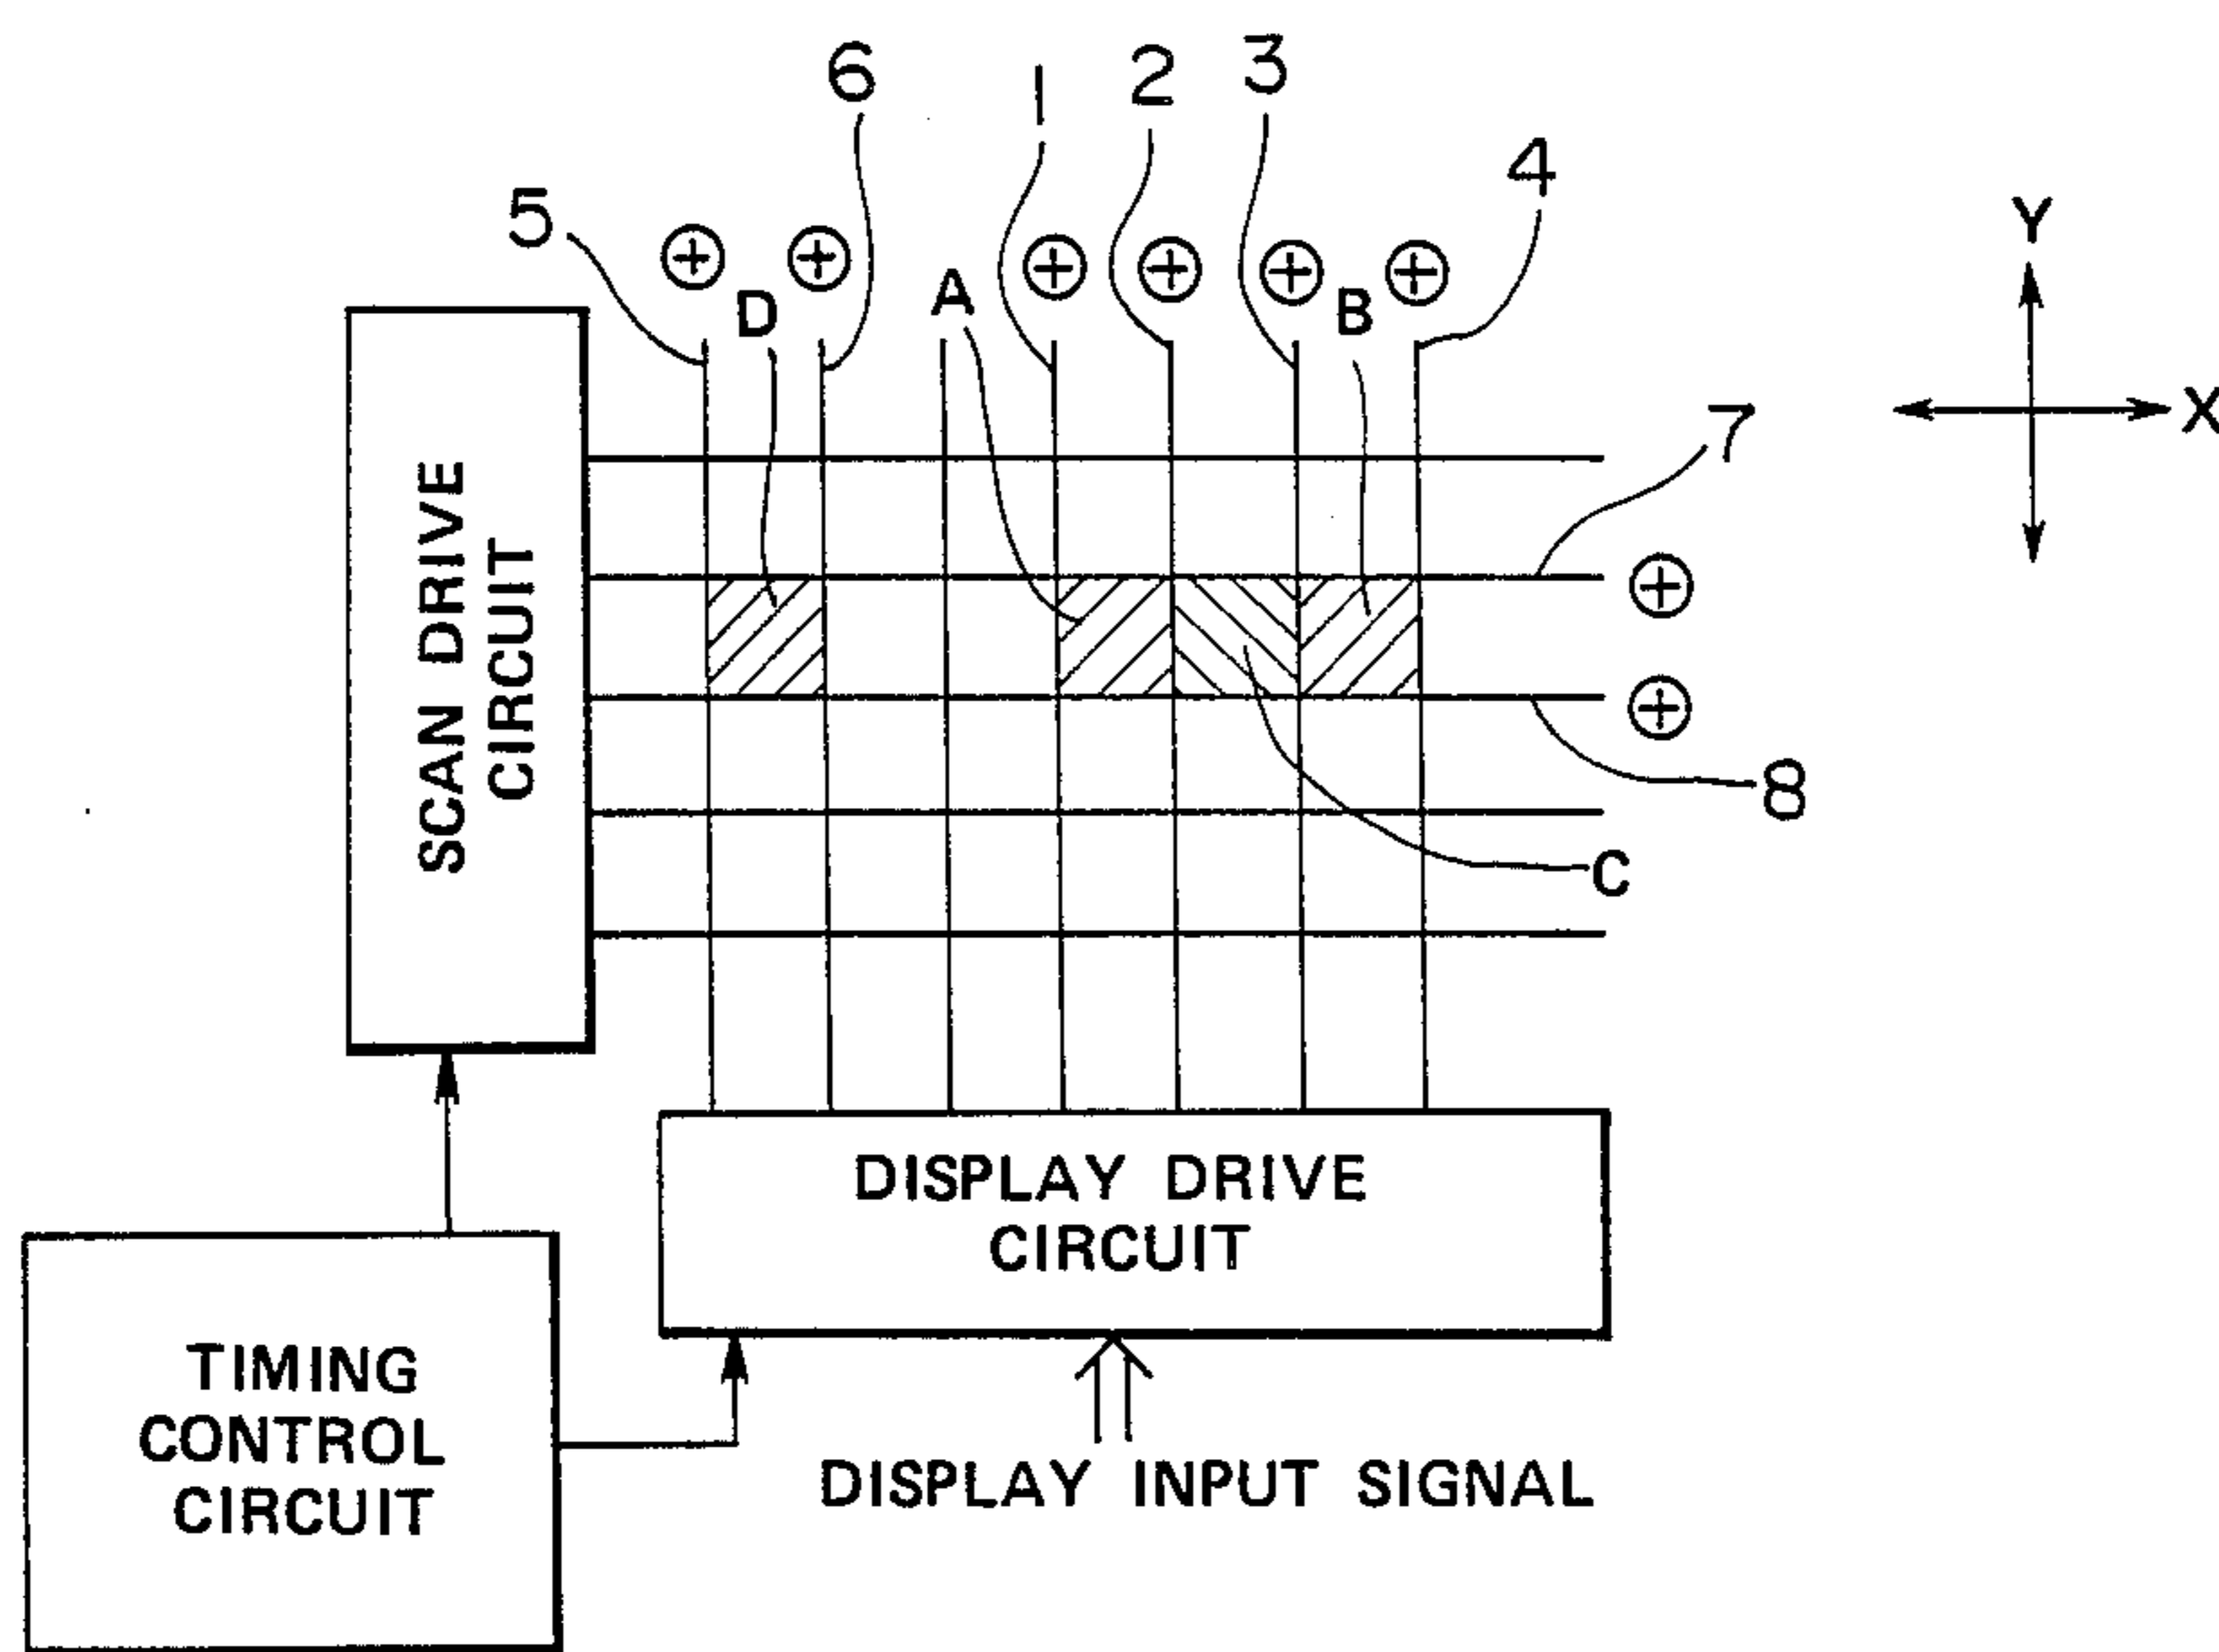 6
1
2
3
4
5
D
A
B
Y
X
7
8
C
SCAN DRIVE
CIRCUIT
DISPLAY DRIVE
CIRCUIT
TIMING
CONTROL
CIRCUIT
DISPLAY INPUT SIGNAL